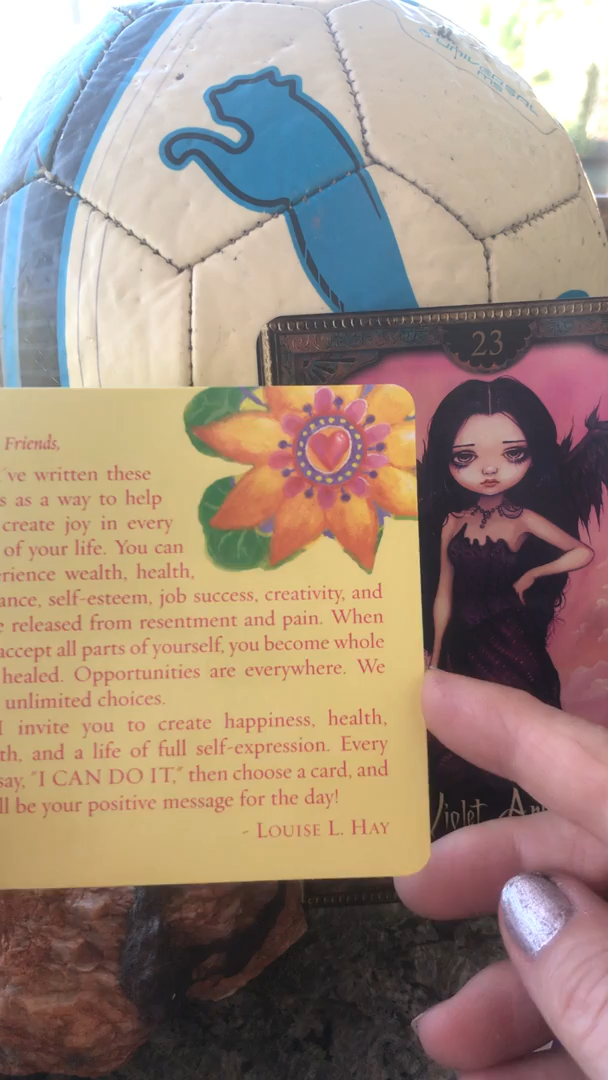 23
Friends,
've written these
s as a way to help
create joy in every
of your life. You can
erience wealth, health,
ance, self-esteem, job success, creativity, and
e released from resentment and pain. When
accept all parts of yourself, you become whole
healed. Opportunities are everywhere. We
unlimited choices.
I invite you to create happiness, health,
th, and a life of full self-expression. Every
say, "I CAN DO IT," then choose a card, and
ll be your positive message for the day!
- LOUISE L. HAY
Violet An